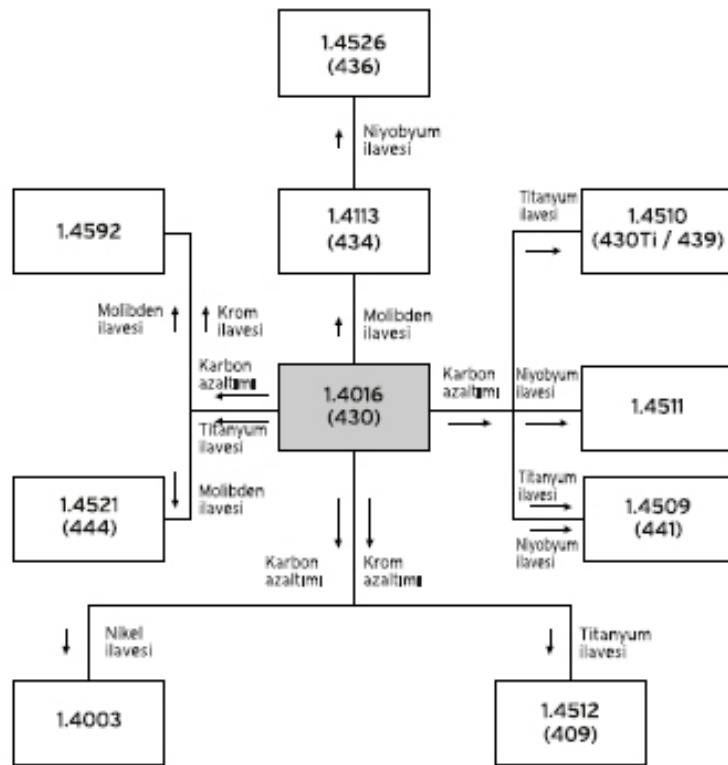 1.4526
(436)
Niyobyum
ilavesi
1.4592
1.4113
(434)
Titanyum
ilavesi
1.4510
(430Ti / 439)
Molibden
ilavesi
Krom
ilavesi
Molibden
ilavesi
Karbon
azaltımı
1.4016
(430)
Karbon
azaltımı
Niyobyum
ilavesi
1.4511
Titanyum
ilavesi
1.4521
(444)
Molibden
ilavesi
Titanyum
ilavesi
1.4509
(441)
Niyobyum
ilavesi
Karbon
azaltımı
Krom
azaltımı
Nikel
ilavesi
Titanyum
ilavesi
1.4003
1.4512
(409)